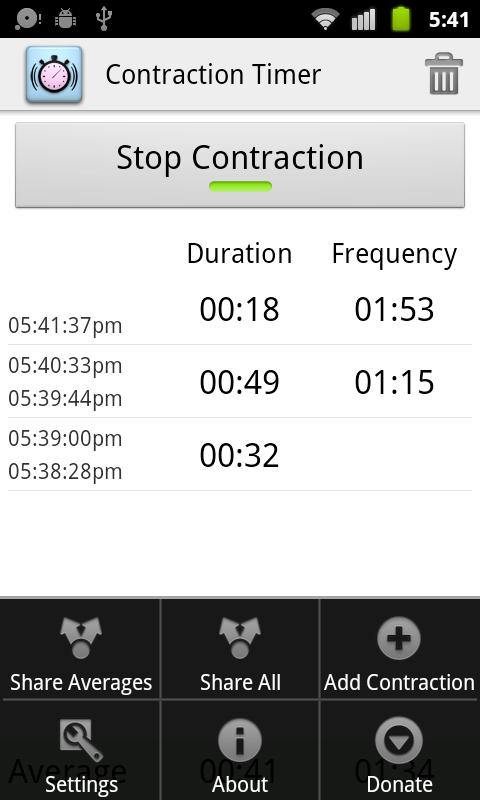 5:41
Contraction Timer
Stop Contraction
Duration Frequency
05:41:37pm 00:18 01:53
05:40:33pm
05:39:44pm 00:49 01:15
05:39:00pm
05:38:28pm 00:32
Share Averages Share All Add Contraction
Average 00:41 01:34
Settings About Donate